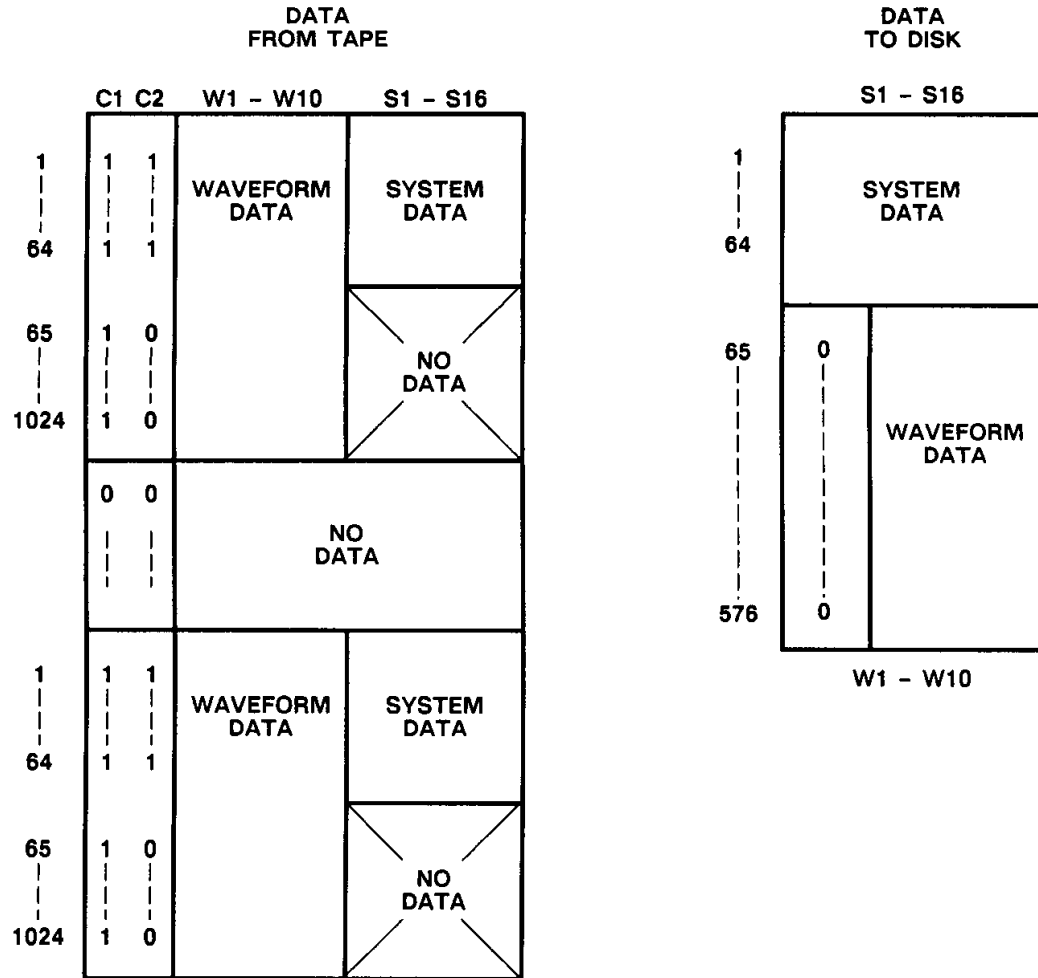 DATA
FROM TAPE
C1 C2 W1 - W10 S1 - S16
1 1 1
WAVEFORM
DATA
SYSTEM
DATA
64 1 1
65 1 0
NO
DATA
1024 1 0
0 0
NO
DATA
1 1 1
WAVEFORM
DATA
SYSTEM
DATA
64 1 1
65 1 0
NO
DATA
1024 1 0
DATA
TO DISK
S1 - S16
1
SYSTEM
DATA
64
65 0
WAVEFORM
DATA
576 0
W1 - W10